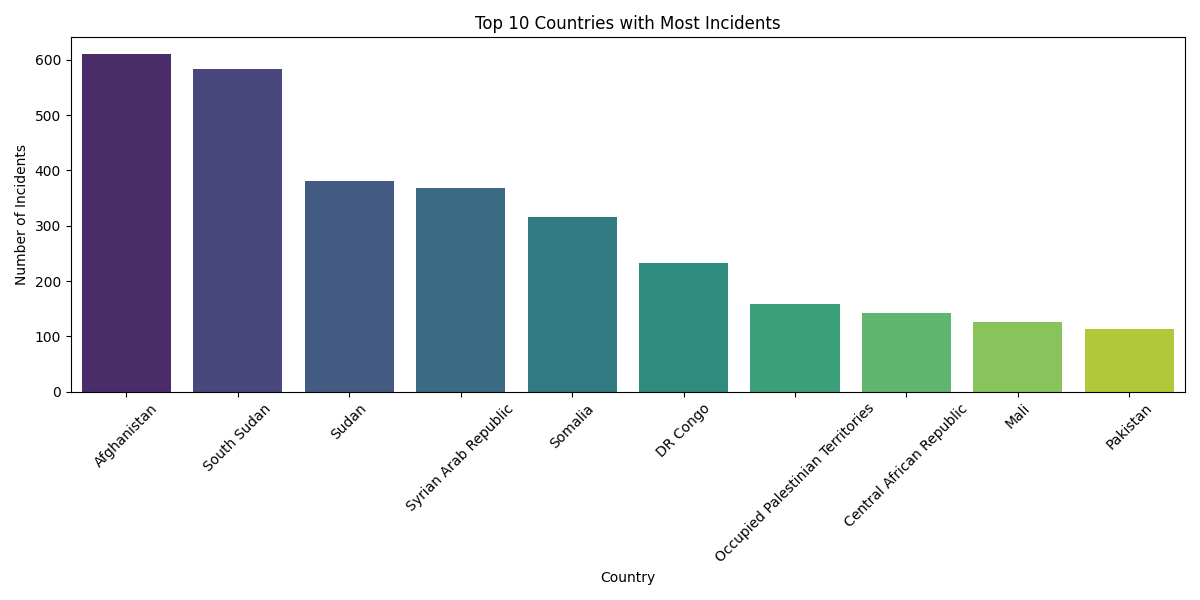 Top 10 Countries with Most Incidents
Number of Incidents
600
500
400
300
200
100
0
Afghanistan
South Sudan
Sudan
Syrian Arab Republic
Somalia
DR Congo
Occupied Palestinian Territories
Central African Republic
Mali
Pakistan
Country